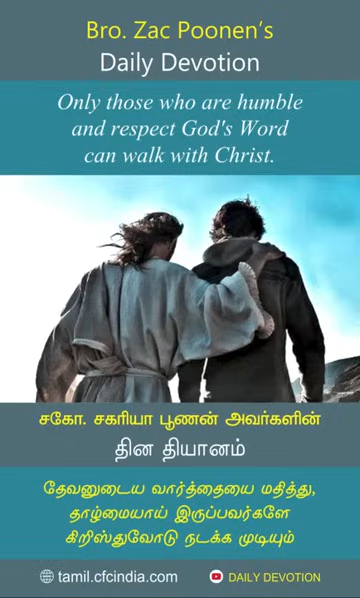 Bro. Zac Poonen's
Daily Devotion
Only those who are humble
and respect God's Word
can walk with Christ.
சகோ. சகரியா பூணன் அவர்களின்
தின தியானம்
தேவனுடைய வார்த்தையை மதித்து,
தாழ்மையாய் இருப்பவர்களே
கிறிஸ்துவோடு நடக்க முடியும்
tamil.cfcindia.com
DAILY DEVOTION